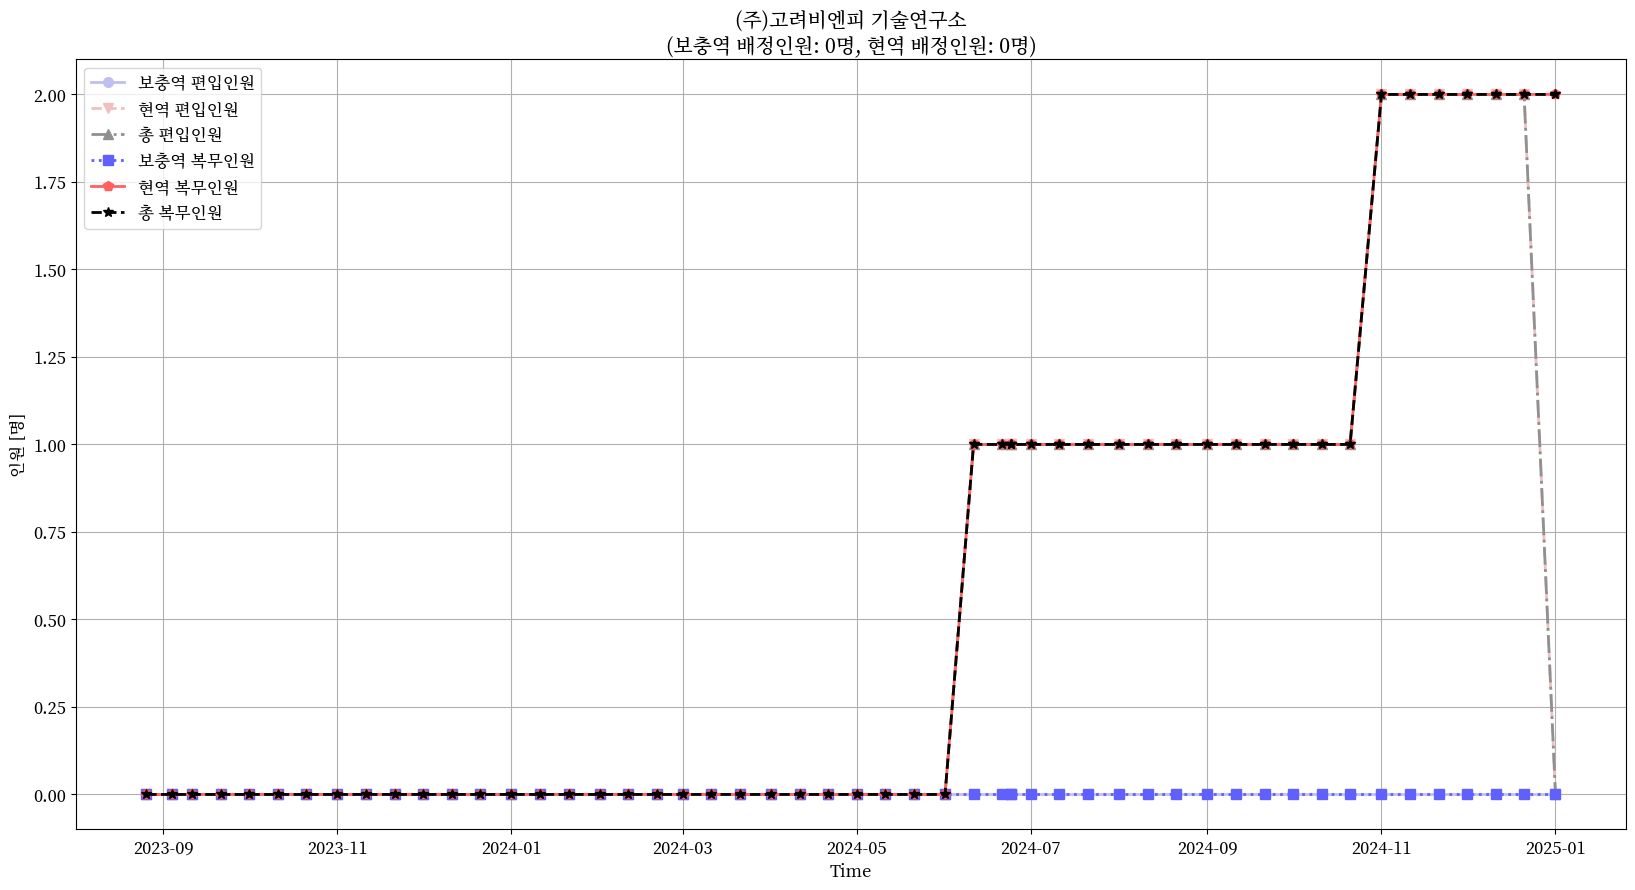 (주)고려비엔피 기술연구소
(보충역 배정인원: 0명, 현역 배정인원: 0명)
보충역 편입인원
현역 편입인원
총 편입인원
보충역 복무인원
현역 복무인원
총 복무인원
인원 [명]
2.00
1.75
1.50
1.25
1.00
0.75
0.50
0.25
0.00
2023-09 2023-11 2024-01 2024-03 2024-05 2024-07 2024-09 2024-11 2025-01
Time